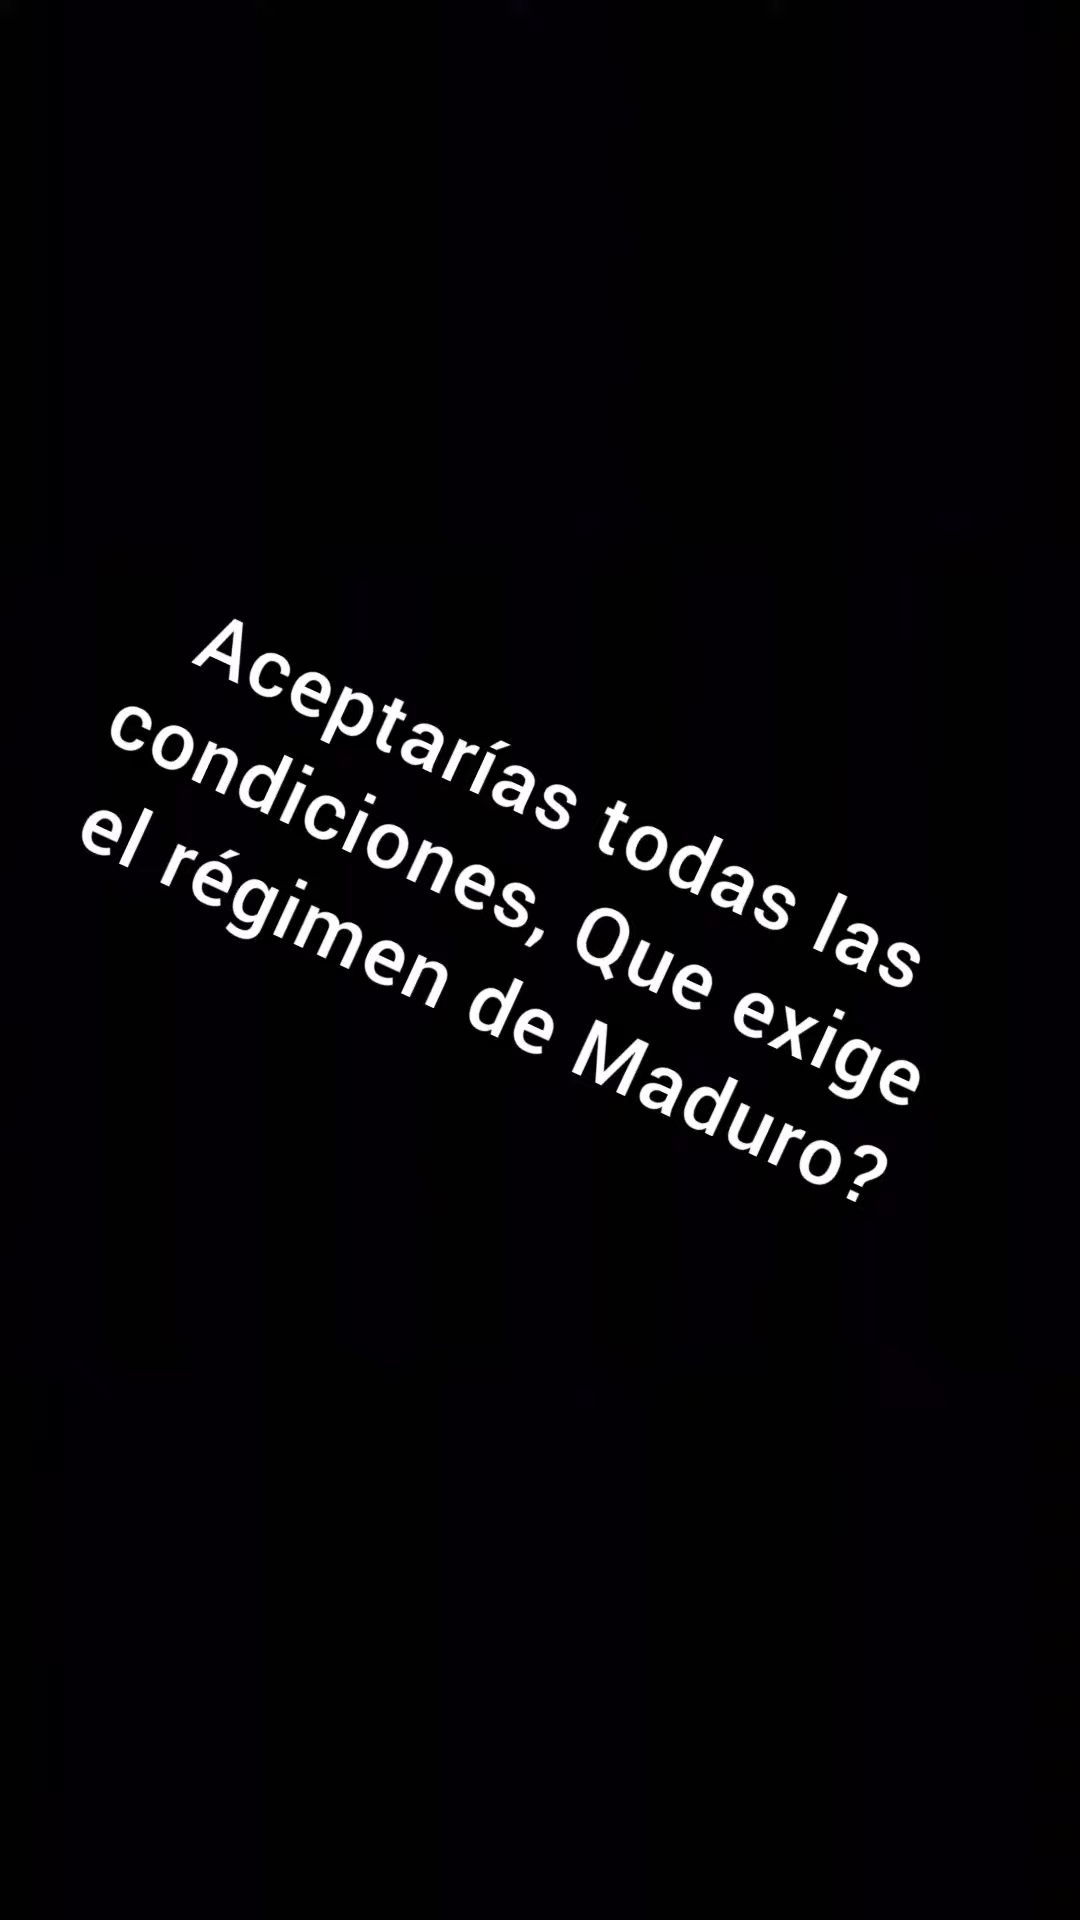 Aceptarías todas las
condiciones, Que exige
el régimen de Maduro?